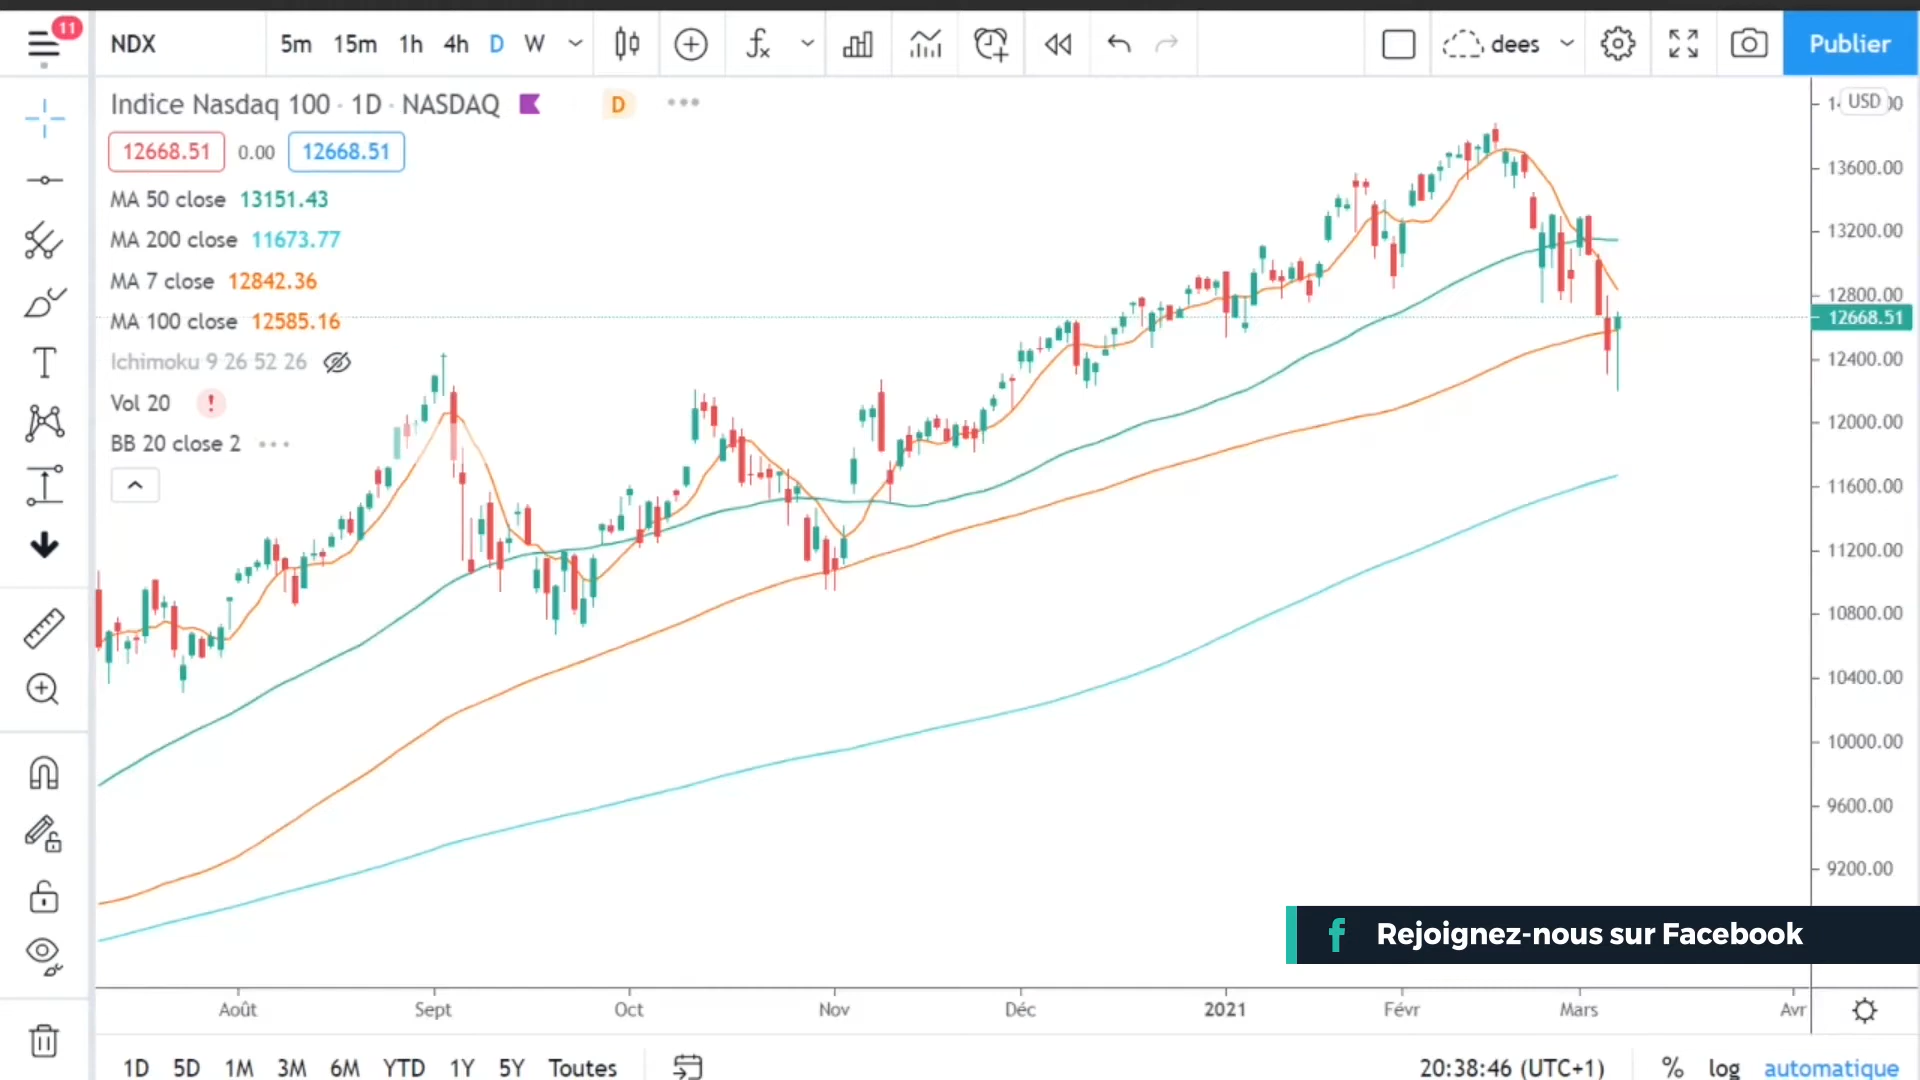 11
NDX
5m 15m 1h 4h D W
dees
Publier
Indice Nasdaq 100 · 1D · NASDAQ
D
12668.51 0.00 12668.51
MA 50 close 13151.43
MA 200 close 11673.77
MA 7 close 12842.36
MA 100 close 12585.16
Ichimoku 9 26 52 26
Vol 20 !
BB 20 close 2
USD
13600.00
13200.00
12800.00
12668.51
12400.00
12000.00
11600.00
11200.00
10800.00
10400.00
10000.00
9600.00
9200.00
Rejoignez-nous sur Facebook
Août Sept Oct Nov Déc 2021 Févr Mars Avr
1D 5D 1M 3M 6M YTD 1Y 5Y Toutes
20:38:46 (UTC+1) % log automatique